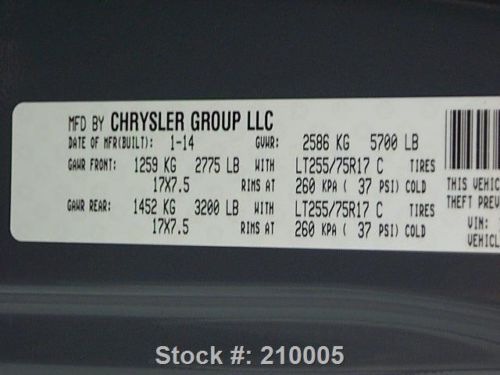 MFD BY CHRYSLER GROUP LLC
DATE OF MFR(BUILT): 1-14 GVWR: 2586 KG 5700 LB
GAWR FRONT: 1259 KG 2775 LB WITH LT255/75R17 C TIRES
17X7.5 RIMS AT 260 KPA ( 37 PSI) COLD
GAWR REAR: 1452 KG 3200 LB WITH LT255/75R17 C TIRES
17X7.5 RIMS AT 260 KPA ( 37 PSI) COLD
THIS VEHIC
THEFT PREV
VIN:
VEHICL
Stock #: 210005